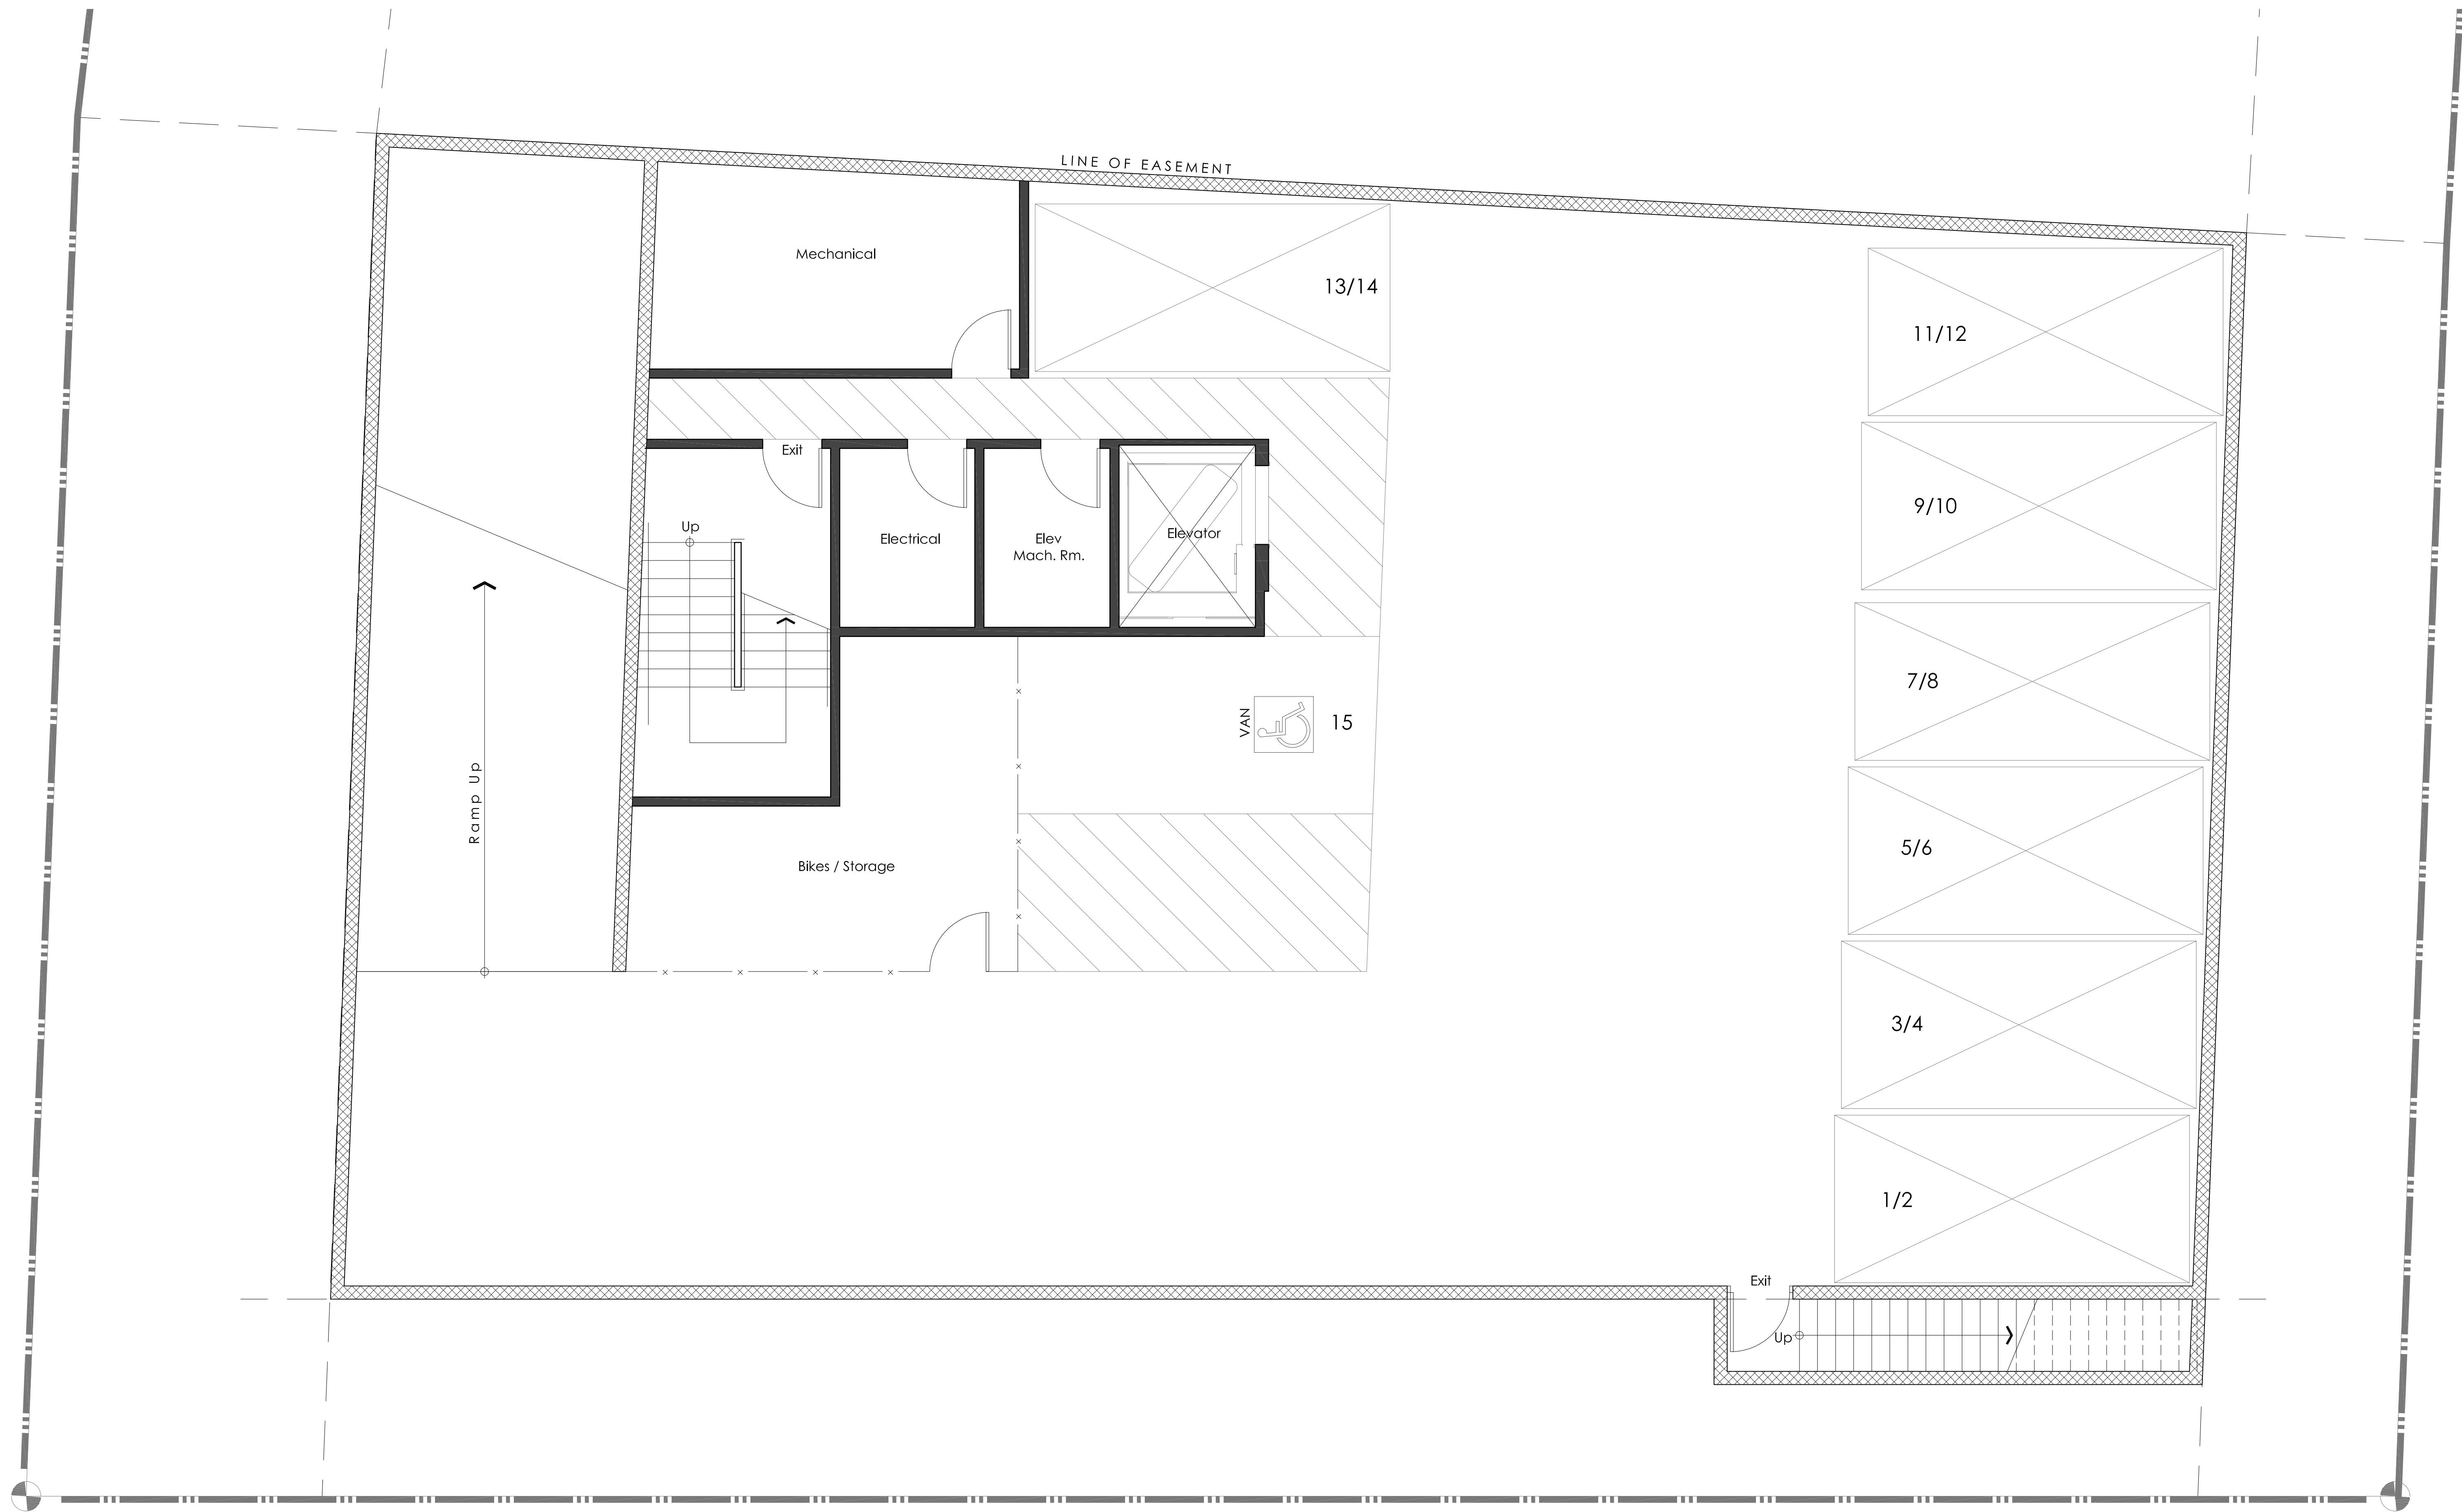 LINE OF EASEMENT
Mechanical
13/14
11/12
Exit
9/10
Up
Electrical
Elev
Mach. Rm.
Elevator
7/8
VAN
15
Ramp Up
5/6
Bikes / Storage
3/4
1/2
Exit
Up